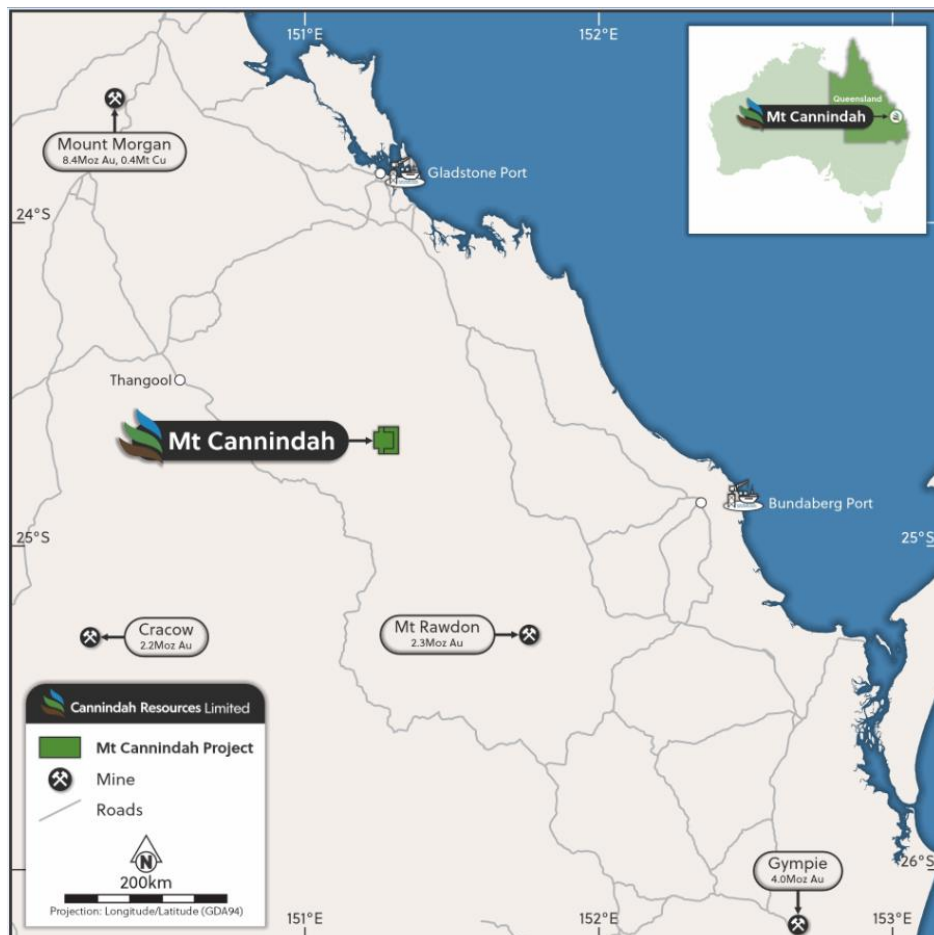 151°E
152°E
Queensland
Mt Cannindah
Mount Morgan
8.4Moz Au, 0.4Mt Cu
Gladstone Port
24°S
Thangool
Mt Cannindah
Bundaberg Port
25°S
25°S
Cracow
2.2Moz Au
Mt Rawdon
2.3Moz Au
Cannindah Resources Limited
Mt Cannindah Project
Mine
Roads
N
200km
Projection: Longitude/Latitude (GDA94)
Gympie
4.0Moz Au
26°S
151°E
152°E
153°E